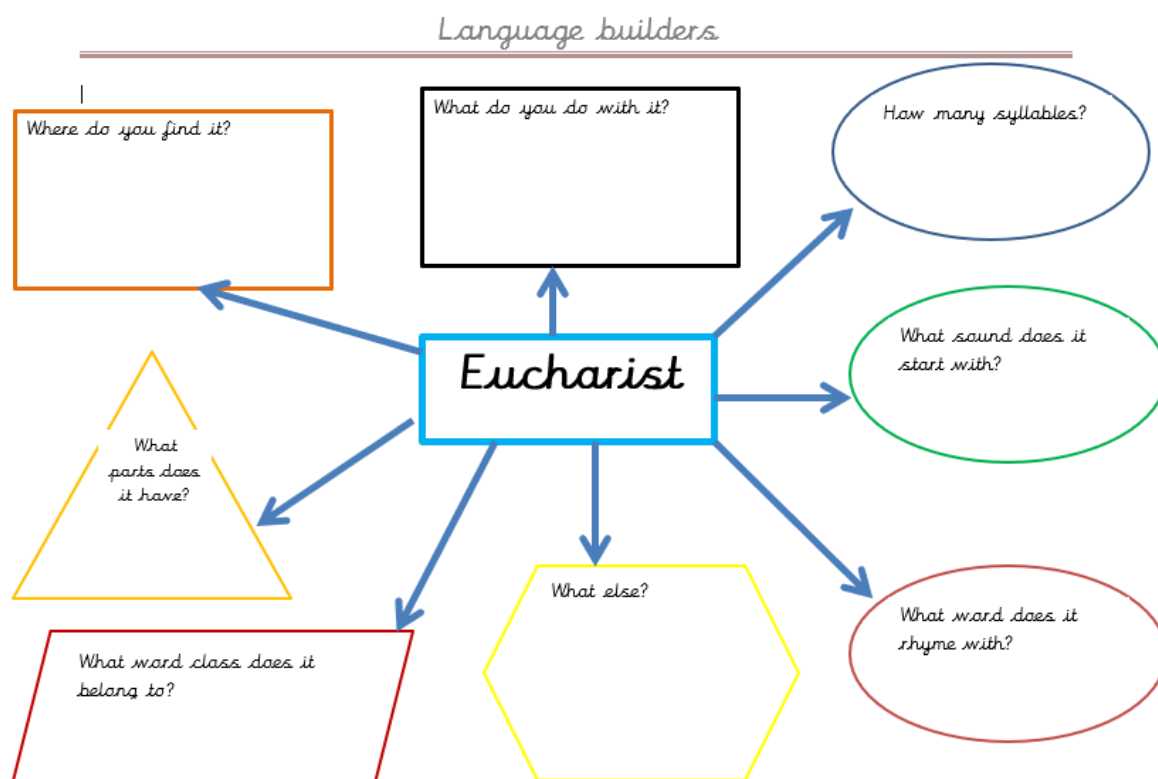 Language builders
Where do you find it?
What do you do with it?
How many syllables?
Eucharist
What sound does it
start with?
What
parts does
it have?
What else?
What word does it
rhyme with?
What word class does it
belong to?